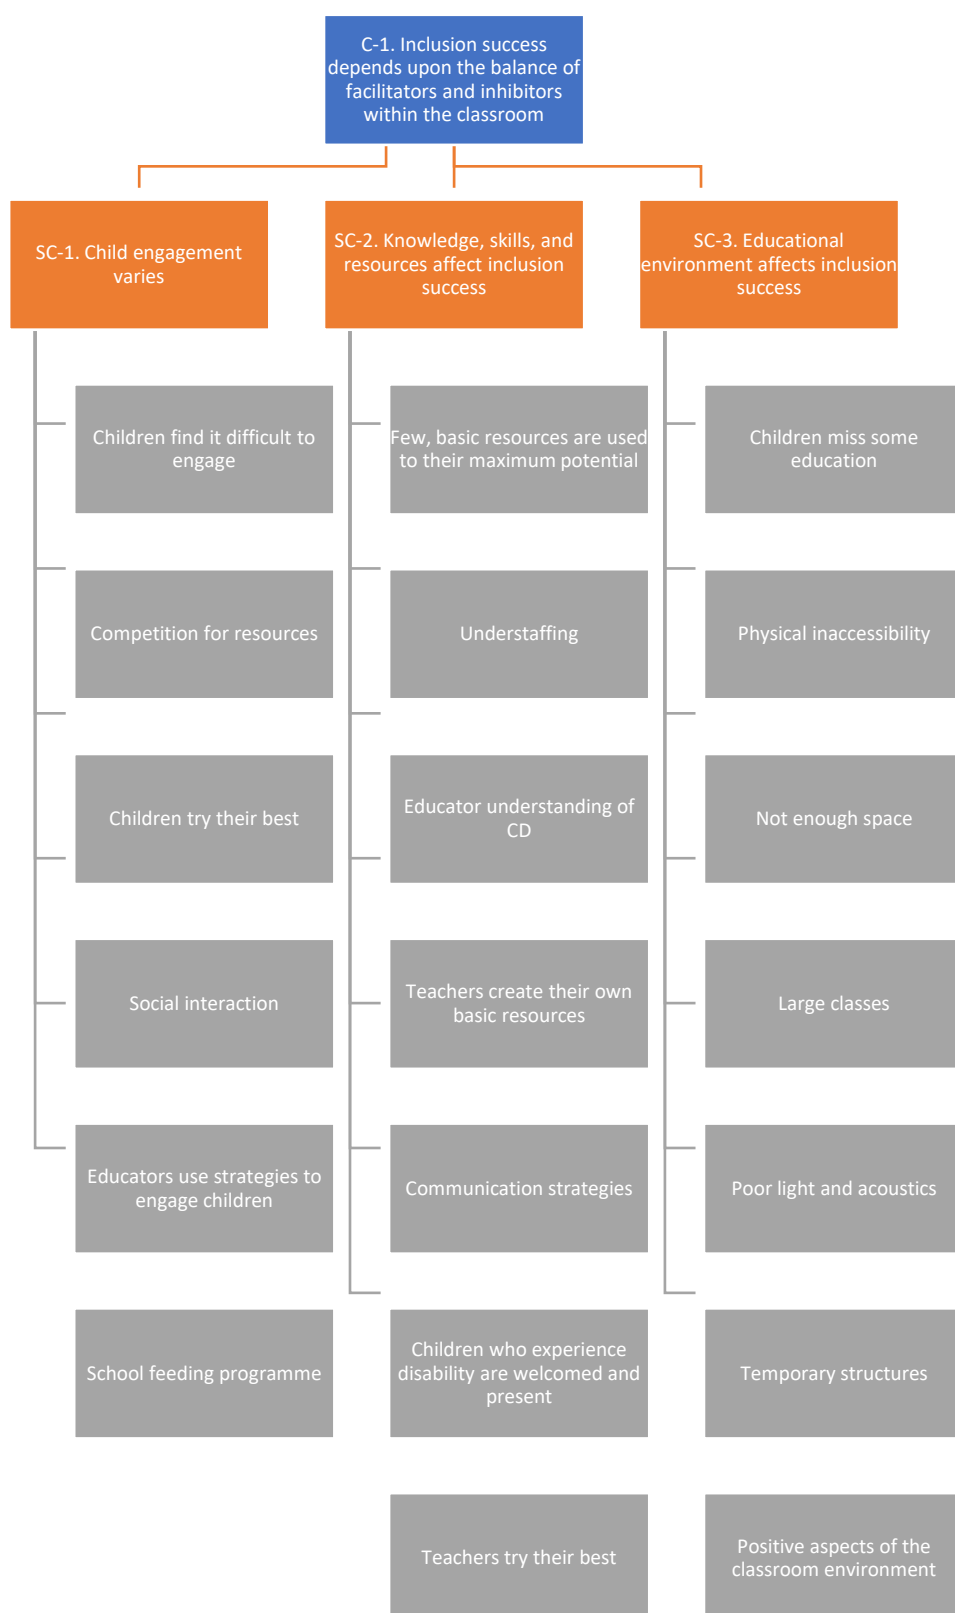 C-1. Inclusion success
depends upon the balance of
facilitators and inhibitors
within the classroom
SC-1. Child engagement
varies
SC-2. Knowledge, skills, and
resources affect inclusion
success
SC-3. Educational
environment affects inclusion
success
Children find it difficult to
engage
Few, basic resources are used
to their maximum potential
Children miss some
education
Competition for resources
Understaffing
Physical inaccessibility
Children try their best
Educator understanding of
CD
Not enough space
Social interaction
Teachers create their own
basic resources
Large classes
Educators use strategies to
engage children
Communication strategies
Poor light and acoustics
School feeding programme
Children who experience
disability are welcomed and
present
Temporary structures
Teachers try their best
Positive aspects of the
classroom environment